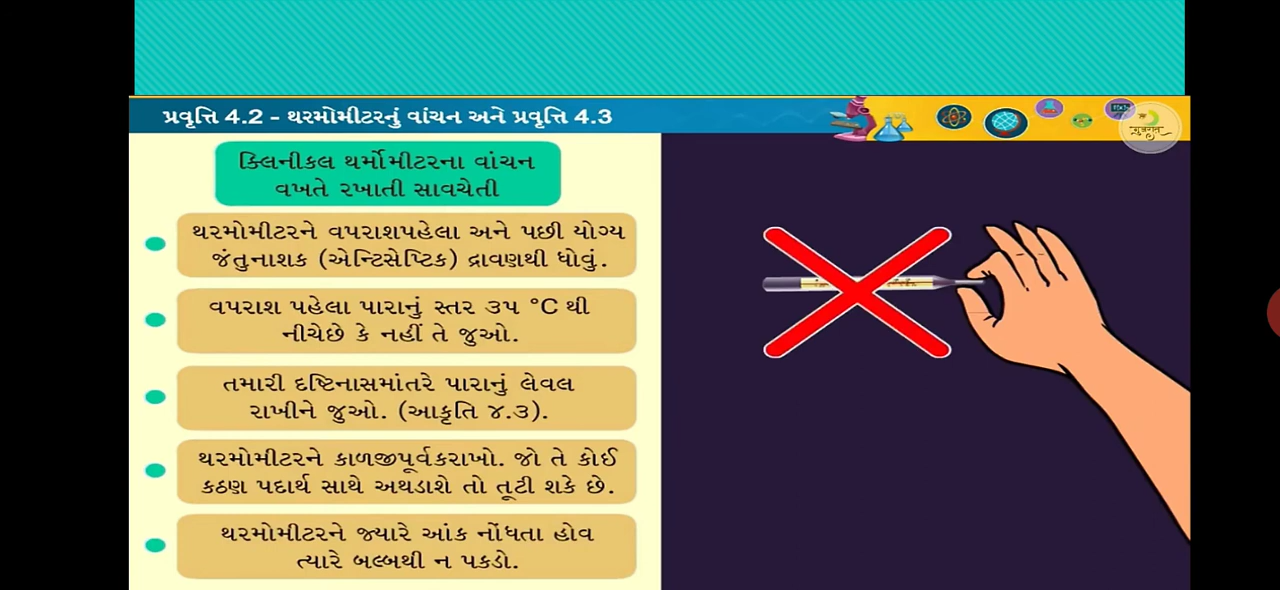 પ્રવૃત્તિ 4.2 - થરમોમીટરનું વાંચન અને પ્રવૃત્તિ 4.3
ગુજરાત
ક્લિનીકલ થર્મોમીટરના વાંચન
વખતે રખાતી સાવચેતી
થરમોમીટરને વપરાશપહેલા અને પછી યોગ્ય
જંતુનાશક (એન્ટિસેપ્ટિક) દ્રાવણથી ધોવું.
વપરાશ પહેલા પારાનું સ્તર ૩૫ °C થી
નીચેછે કે નહીં તે જુઓ.
તમારી દષ્ટિનાસમાંતરે પારાનું લેવલ
રાખીને જુઓ. (આકૃતિ ૪.૩).
થરમોમીટરને કાળજીપૂર્વકરાખો. જો તે કોઈ
કઠણ પદાર્થ સાથે અથડાશે તો તૂટી શકે છે.
થરમોમીટરને જ્યારે આંક નોંધતા હોવ
ત્યારે બલ્બથી ન પકડો.